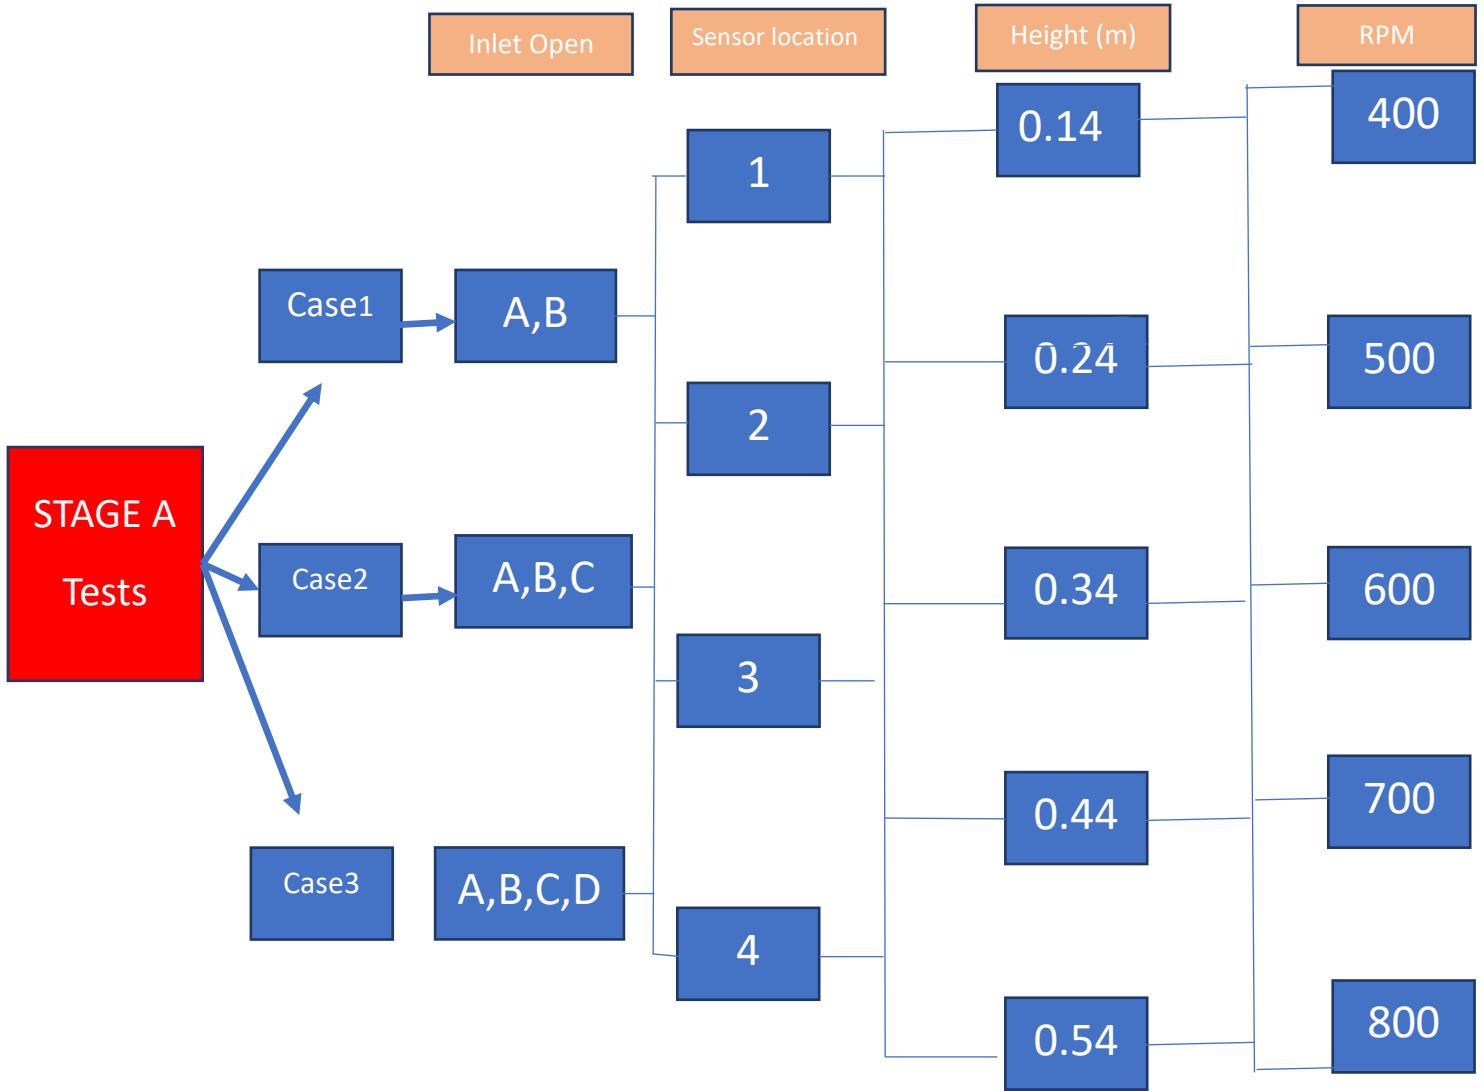 Inlet Open
Sensor location
Height (m)
RPM
STAGE A
Tests
Case1
Case2
Case3
A,B
A,B,C
A,B,C,D
1
2
3
4
0.14
0.24
0.34
0.44
0.54
400
500
600
700
800